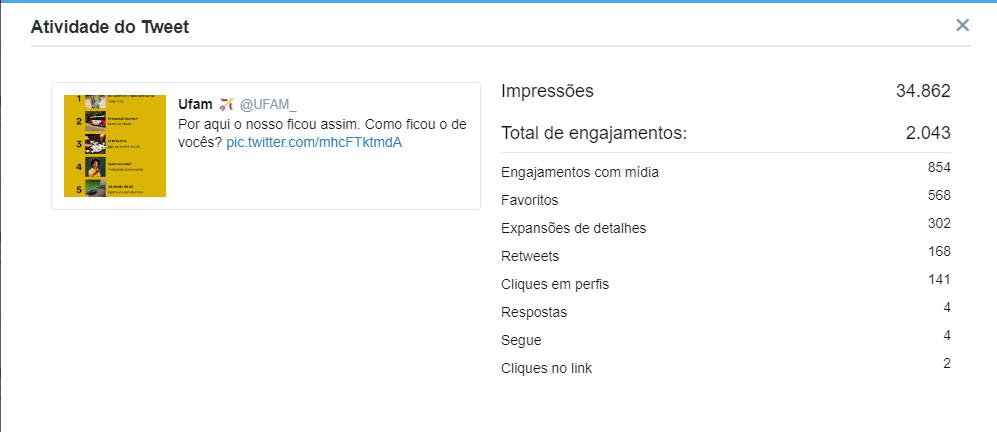 Atividade do Tweet
Ufam @UFAM_
Por aqui o nosso ficou assim. Como ficou o de
vocês? pic.twitter.com/mhcFTktmdA
1
2
3
4
5
Impressões 34.862
Total de engajamentos: 2.043
Engajamentos com mídia 854
Favoritos 568
Expansões de detalhes 302
Retweets 168
Cliques em perfis 141
Respostas 4
Segue 4
Cliques no link 2